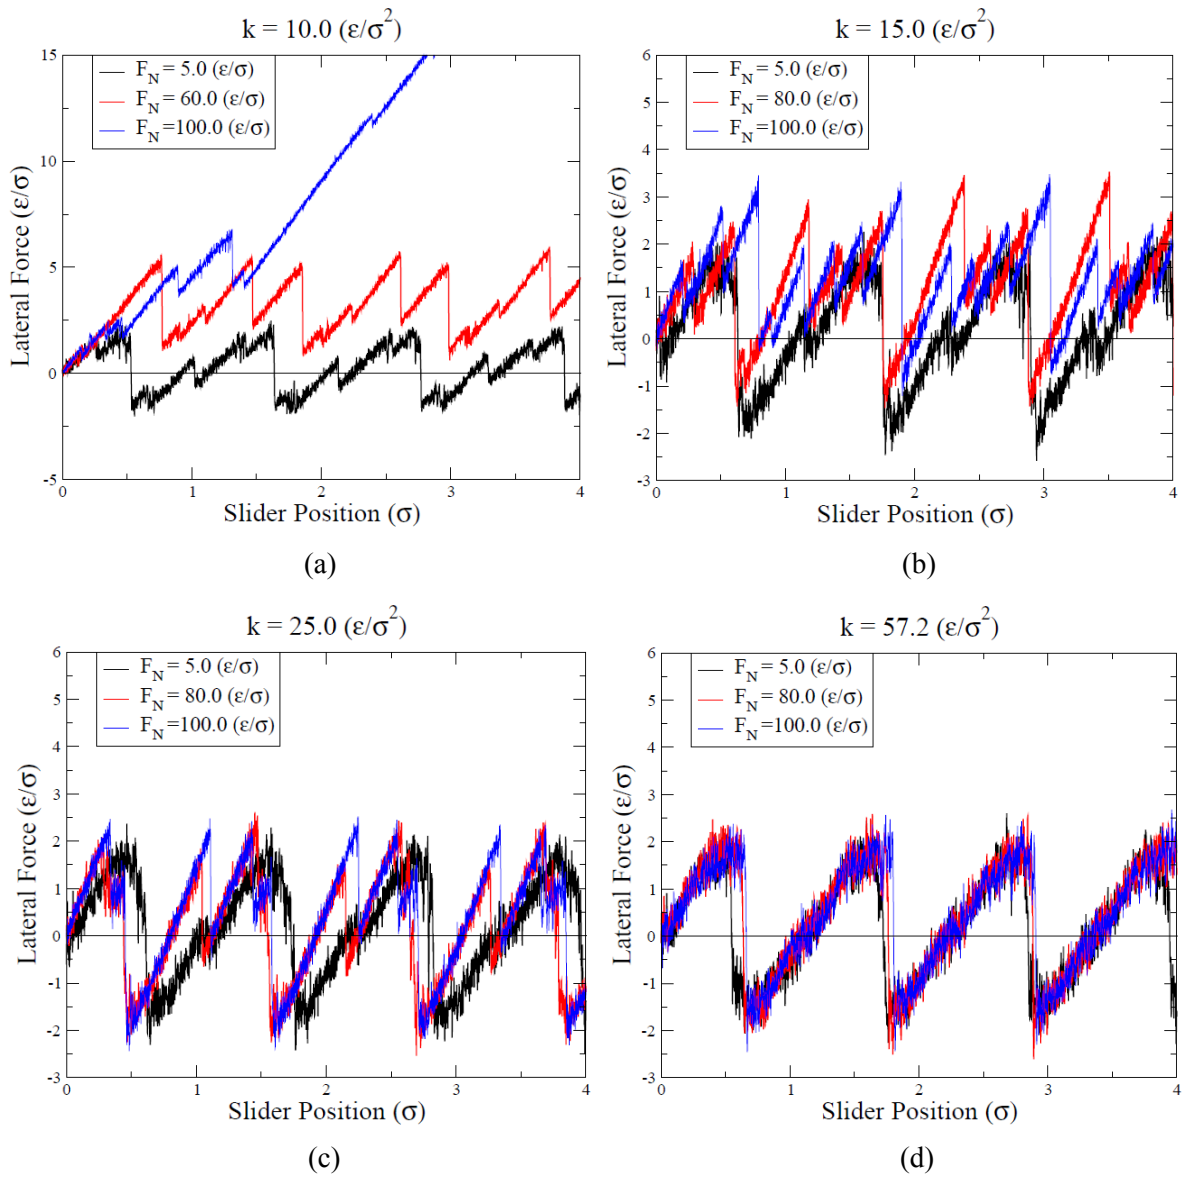 k = 10.0 (ε/σ²)
F_N = 5.0 (ε/σ)
F_N = 60.0 (ε/σ)
F_N = 100.0 (ε/σ)
Lateral Force (ε/σ)
15
10
5
0
-5
0 1 2 3 4
Slider Position (σ)
(a)
k = 15.0 (ε/σ²)
F_N = 5.0 (ε/σ)
F_N = 80.0 (ε/σ)
F_N =100.0 (ε/σ)
Lateral Force (ε/σ)
6
5
4
3
2
1
0
-1
-2
-3
0 1 2 3 4
Slider Position (σ)
(b)
k = 25.0 (ε/σ²)
F_N = 5.0 (ε/σ)
F_N = 80.0 (ε/σ)
F_N =100.0 (ε/σ)
Lateral Force (ε/σ)
6
5
4
3
2
1
0
-1
-2
-3
0 1 2 3 4
Slider Position (σ)
(c)
k = 57.2 (ε/σ²)
F_N = 5.0 (ε/σ)
F_N = 80.0 (ε/σ)
F_N =100.0 (ε/σ)
Lateral Force (ε/σ)
6
5
4
3
2
1
0
-1
-2
-3
0 1 2 3 4
Slider Position (σ)
(d)